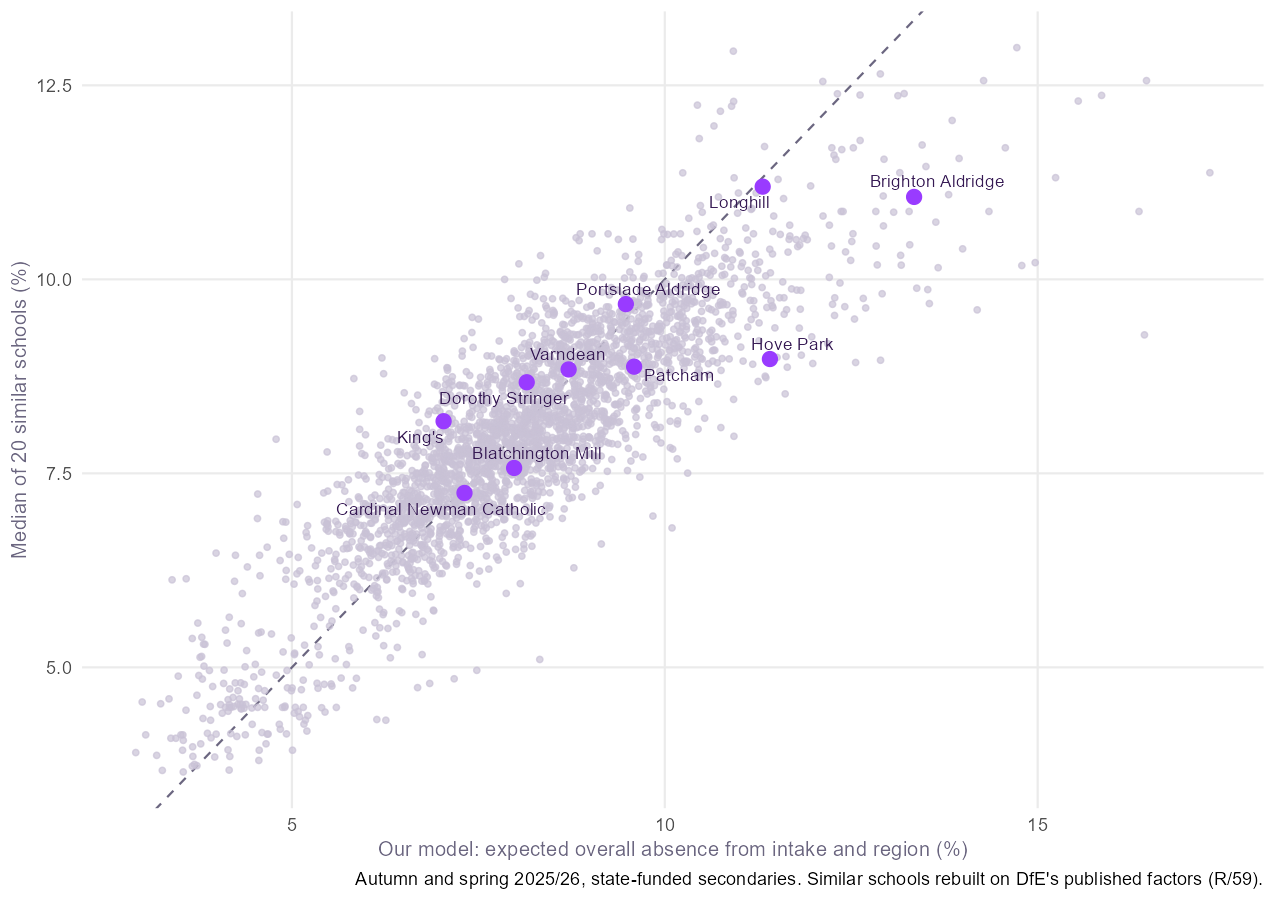 12.5
10.0
7.5
5.0
Median of 20 similar schools (%)
Longhill
Brighton Aldridge
Portslade Aldridge
Hove Park
Varndean
Patcham
Dorothy Stringer
King's
Blatchington Mill
Cardinal Newman Catholic
5
10
15
Our model: expected overall absence from intake and region (%)
Autumn and spring 2025/26, state-funded secondaries. Similar schools rebuilt on DfE's published factors (R/59).